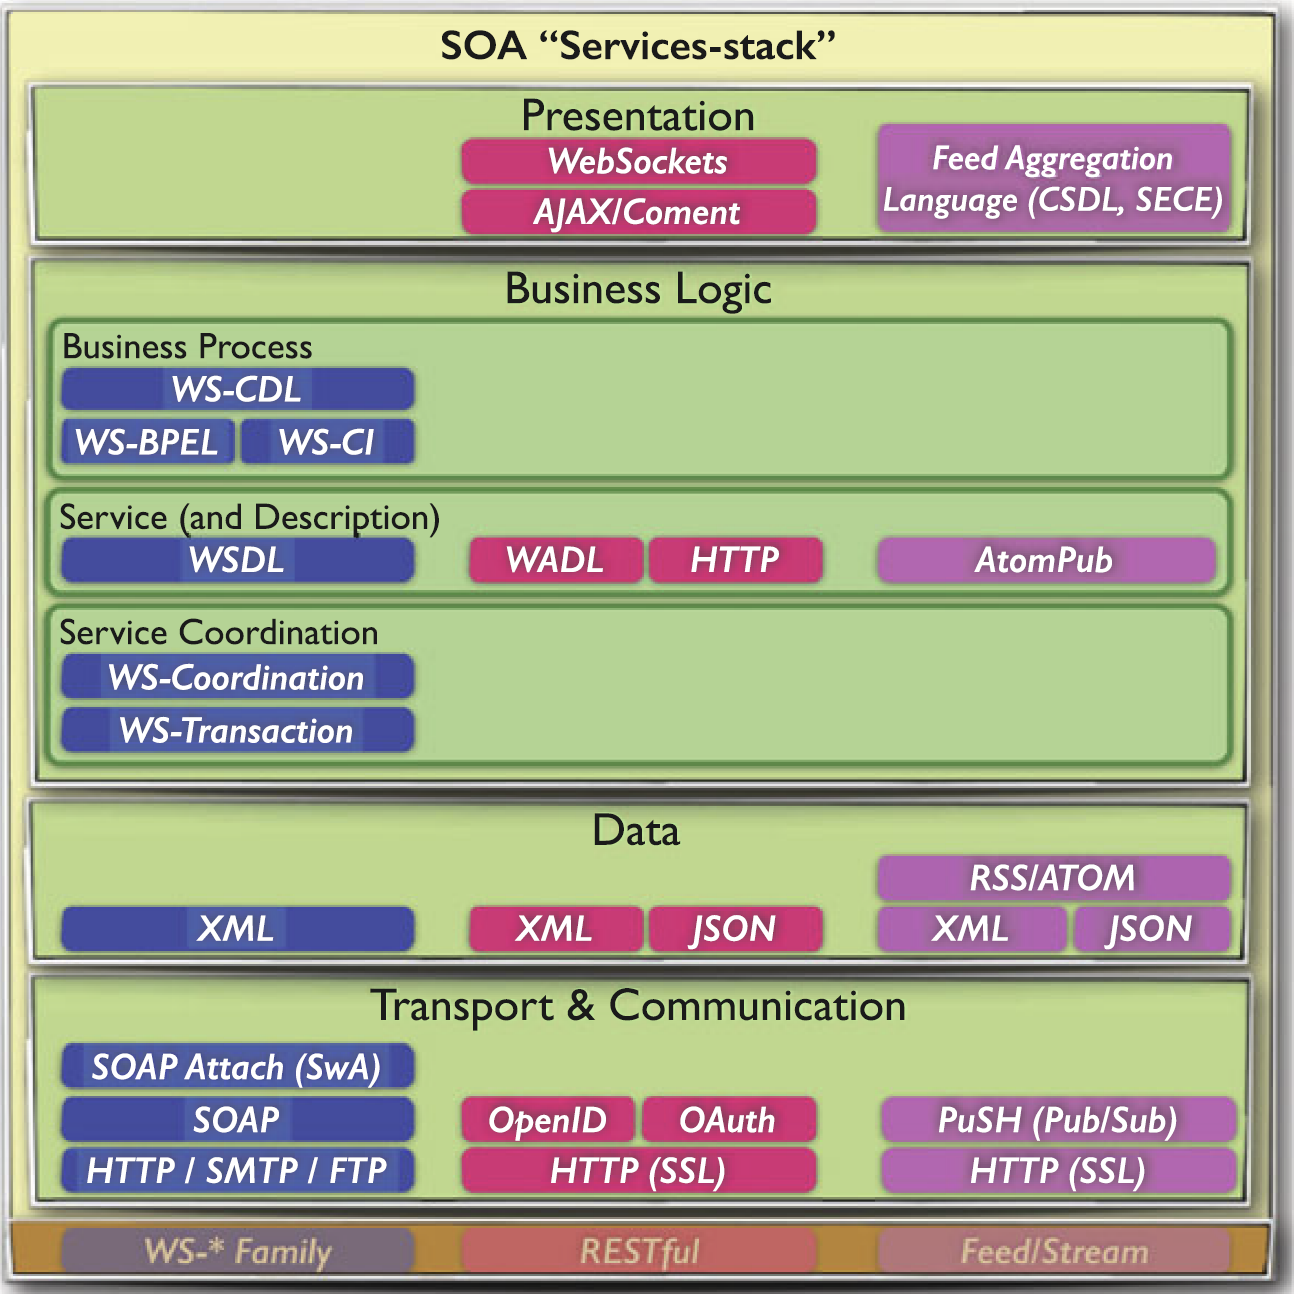 SOA “Services-stack”
Presentation
WebSockets
AJAX/Coment
Feed Aggregation
Language (CSDL, SECE)
Business Logic
Business Process
WS-CDL
WS-BPEL WS-CI
Service (and Description)
WSDL WADL HTTP AtomPub
Service Coordination
WS-Coordination
WS-Transaction
Data
RSS/ATOM
XML XML JSON XML JSON
Transport & Communication
SOAP Attach (SwA)
SOAP OpenID OAuth PuSH (Pub/Sub)
HTTP / SMTP / FTP HTTP (SSL) HTTP (SSL)
WS-* Family RESTful Feed/Stream